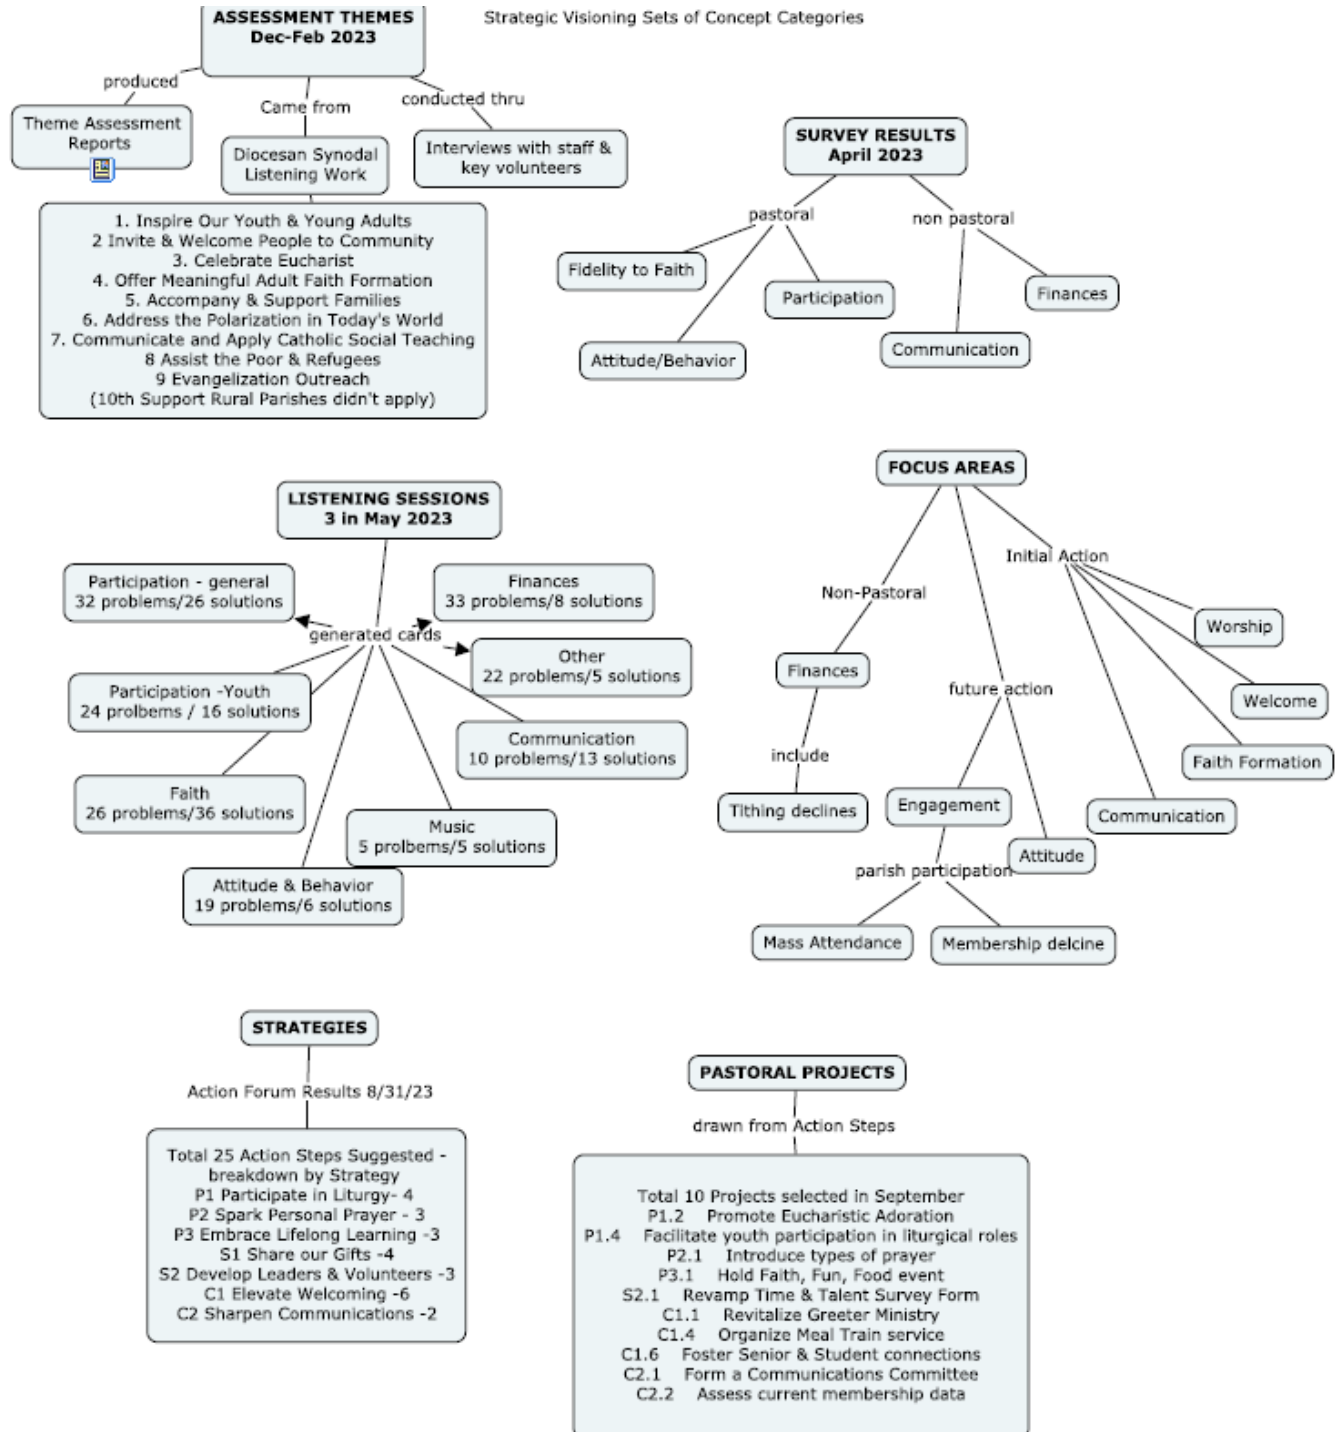 Strategic Visioning Sets of Concept Categories
ASSESSMENT THEMES
Dec-Feb 2023
produced
Came from
conducted thru
Theme Assessment
Reports
Diocesan Synodal
Listening Work
Interviews with staff &
key volunteers
1. Inspire Our Youth & Young Adults
2 Invite & Welcome People to Community
3. Celebrate Eucharist
4. Offer Meaningful Adult Faith Formation
5. Accompany & Support Families
6. Address the Polarization in Today's World
7. Communicate and Apply Catholic Social Teaching
8 Assist the Poor & Refugees
9 Evangelization Outreach
(10th Support Rural Parishes didn't apply)
SURVEY RESULTS
April 2023
pastoral
non pastoral
Fidelity to Faith
Participation
Attitude/Behavior
Finances
Communication
LISTENING SESSIONS
3 in May 2023
Participation - general
32 problems/26 solutions
Finances
33 problems/8 solutions
generated cards
Other
22 problems/5 solutions
Participation -Youth
24 prolbems / 16 solutions
Communication
10 problems/13 solutions
Faith
26 problems/36 solutions
Music
5 prolbems/5 solutions
Attitude & Behavior
19 problems/6 solutions
FOCUS AREAS
Initial Action
Non-Pastoral
Worship
Finances
future action
Welcome
include
Faith Formation
Tithing declines
Engagement
Communication
Attitude
parish participation
Mass Attendance
Membership delcine
STRATEGIES
Action Forum Results 8/31/23
Total 25 Action Steps Suggested -
breakdown by Strategy
P1 Participate in Liturgy- 4
P2 Spark Personal Prayer - 3
P3 Embrace Lifelong Learning -3
S1 Share our Gifts -4
S2 Develop Leaders & Volunteers -3
C1 Elevate Welcoming -6
C2 Sharpen Communications -2
PASTORAL PROJECTS
drawn from Action Steps
Total 10 Projects selected in September
P1.2 Promote Eucharistic Adoration
P1.4 Facilitate youth participation in liturgical roles
P2.1 Introduce types of prayer
P3.1 Hold Faith, Fun, Food event
S2.1 Revamp Time & Talent Survey Form
C1.1 Revitalize Greeter Ministry
C1.4 Organize Meal Train service
C1.6 Foster Senior & Student connections
C2.1 Form a Communications Committee
C2.2 Assess current membership data